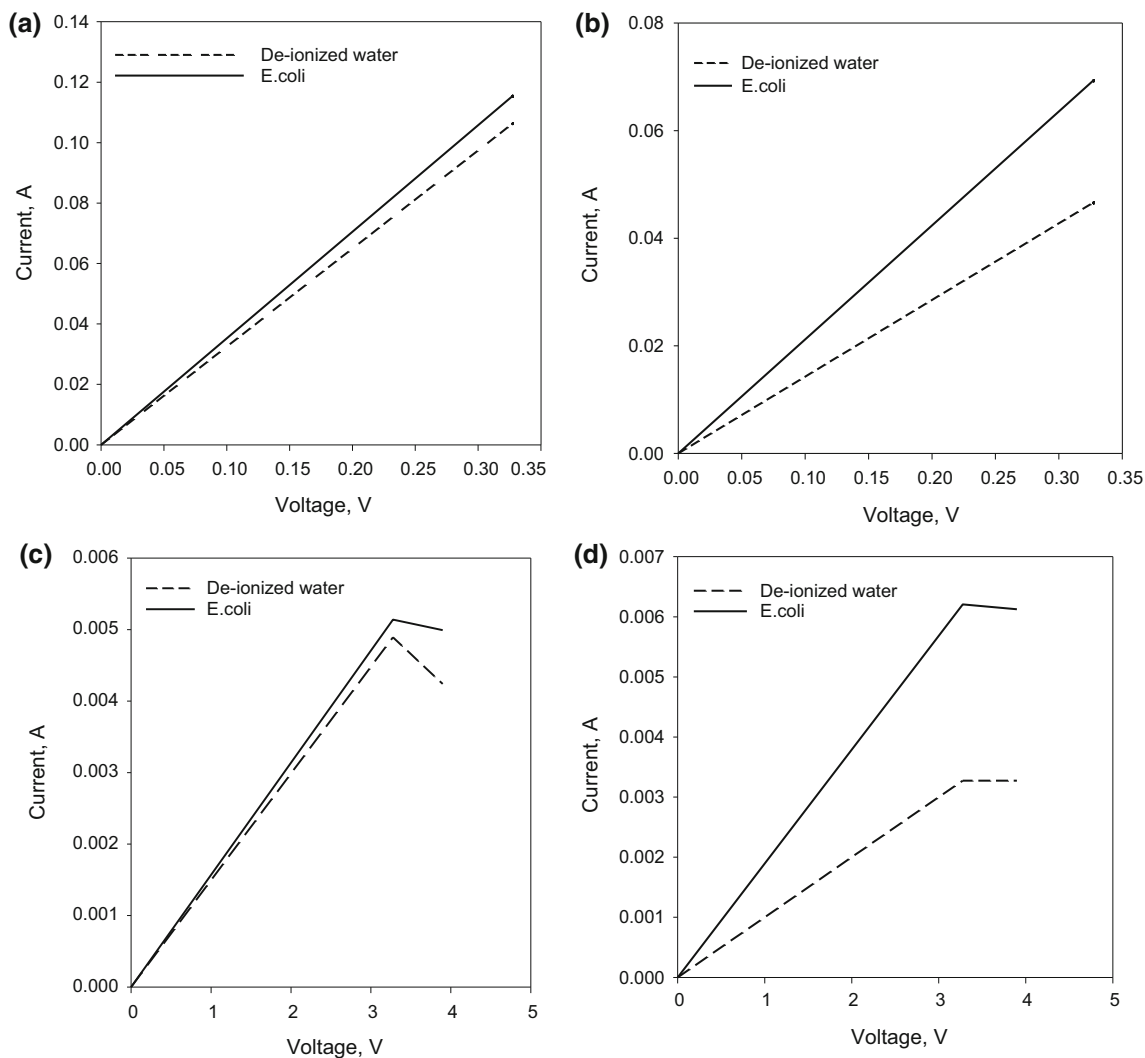 (a)
De-ionized water
E.coli
0.14
0.12
0.10
0.08
0.06
0.04
0.02
0.00
Current, A
0.00 0.05 0.10 0.15 0.20 0.25 0.30 0.35
Voltage, V
(b)
De-ionized water
E.coli
0.08
0.06
0.04
0.02
0.00
Current, A
0.00 0.05 0.10 0.15 0.20 0.25 0.30 0.35
Voltage, V
(c)
De-ionized water
E.coli
0.006
0.005
0.004
0.003
0.002
0.001
0.000
Current, A
0 1 2 3 4 5
Voltage, V
(d)
De-ionized water
E.coli
0.007
0.006
0.005
0.004
0.003
0.002
0.001
0.000
Current, A
0 1 2 3 4 5
Voltage, V